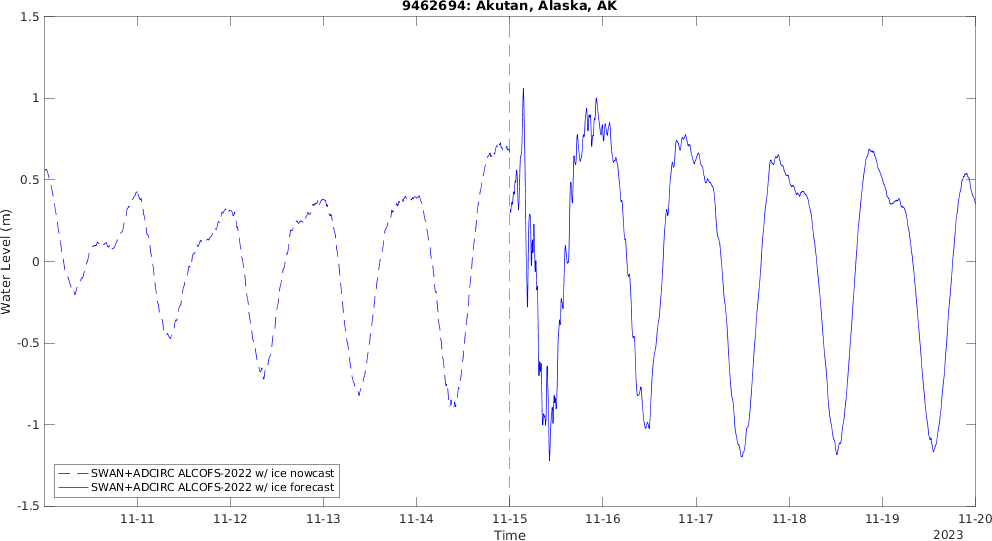 9462694: Akutan, Alaska, AK
1.5
1
0.5
0
-0.5
-1
-1.5
Water Level (m)
SWAN+ADCIRC ALCOFS-2022 w/ ice nowcast
SWAN+ADCIRC ALCOFS-2022 w/ ice forecast
11-11 11-12 11-13 11-14 11-15 11-16 11-17 11-18 11-19 11-20
Time
2023